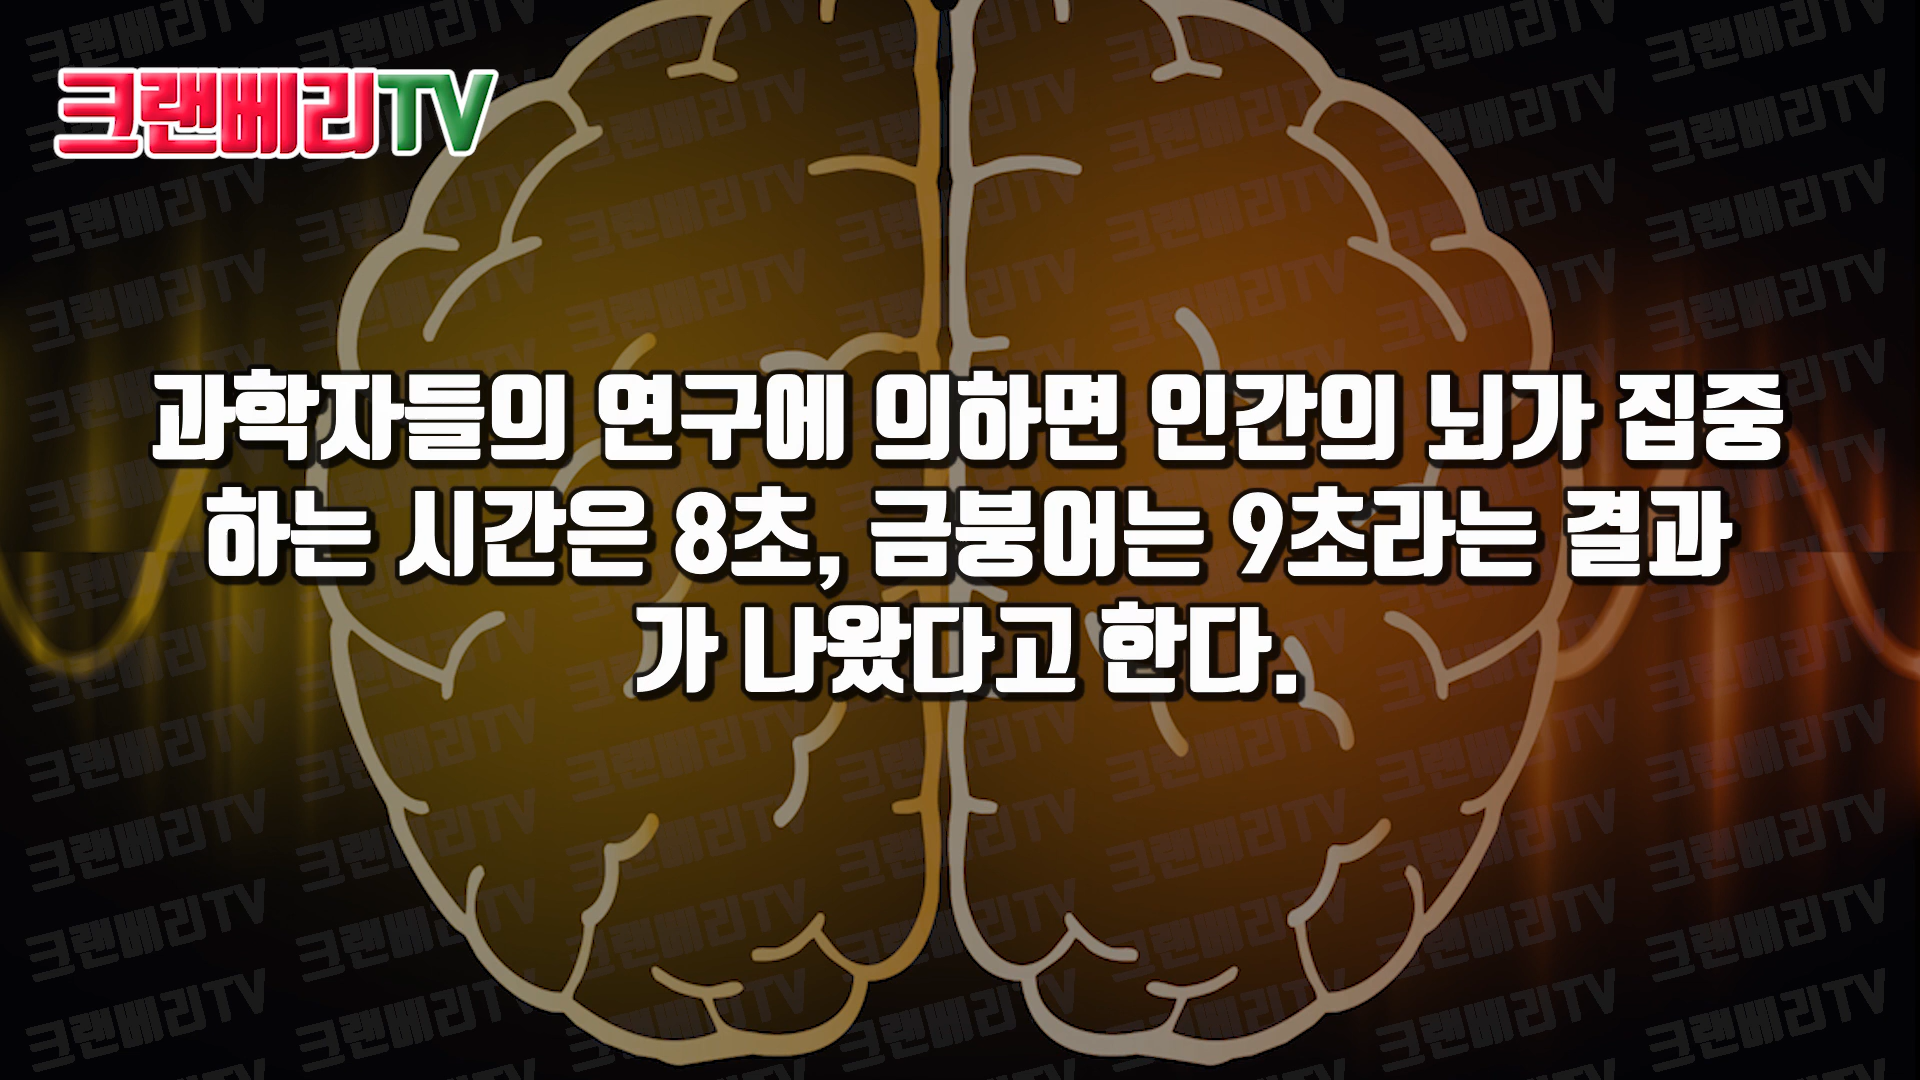 크랜베리TV
과학자들의 연구에 의하면 인간의 뇌가 집중
하는 시간은 8초, 금붕어는 9초라는 결과
가 나왔다고 한다.